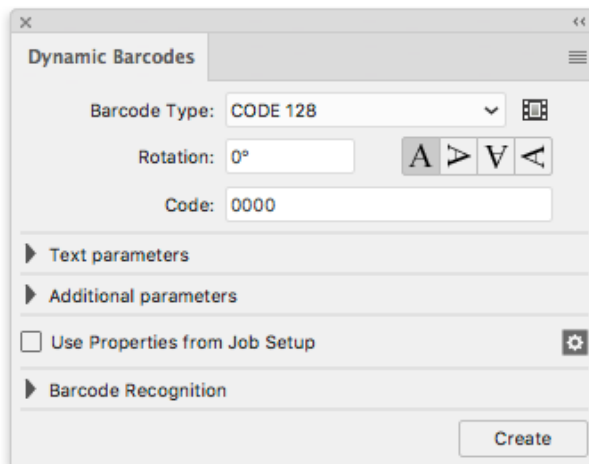 Dynamic Barcodes
Barcode Type: CODE 128
Rotation: 0° A A A A
Code: 0000
Text parameters
Additional parameters
Use Properties from Job Setup
Barcode Recognition
Create